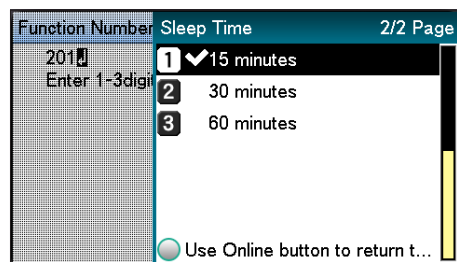 Function Number
201
Enter 1-3digi
Sleep Time 2/2 Page
1 15 minutes
2 30 minutes
3 60 minutes
Use Online button to return t...